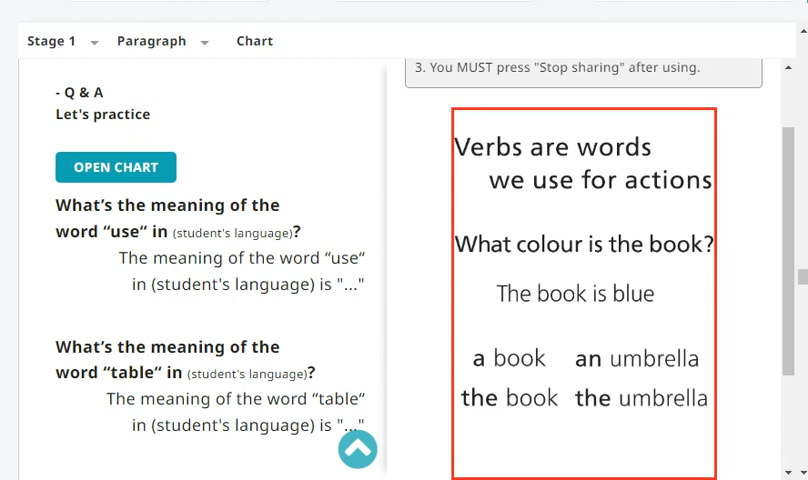 Stage 1 Paragraph Chart
- Q & A
Let's practice
OPEN CHART
What's the meaning of the
word “use“ in (student's language)?
The meaning of the word “use“
in (student's language) is "..."
What's the meaning of the
word “table“ in (student's language)?
The meaning of the word “table“
in (student's language) is "..."
3. You MUST press "Stop sharing" after using.
Verbs are words
we use for actions
What colour is the book?
The book is blue
a book an umbrella
the book the umbrella